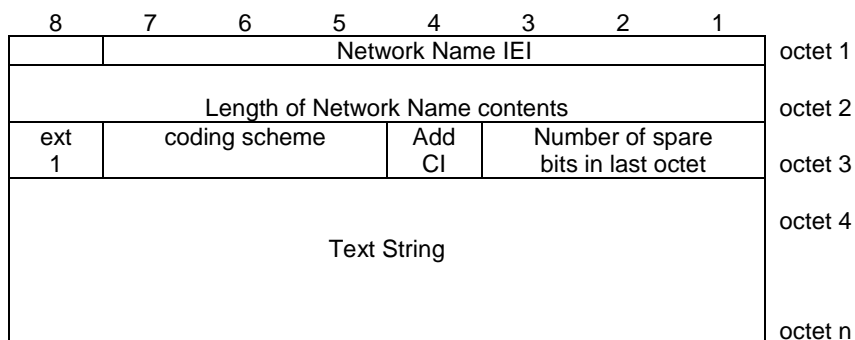 8 7 6 5 4 3 2 1
Network Name IEI octet 1
Length of Network Name contents octet 2
ext coding scheme Add Number of spare
1 CI bits in last octet octet 3
octet 4
Text String
octet n